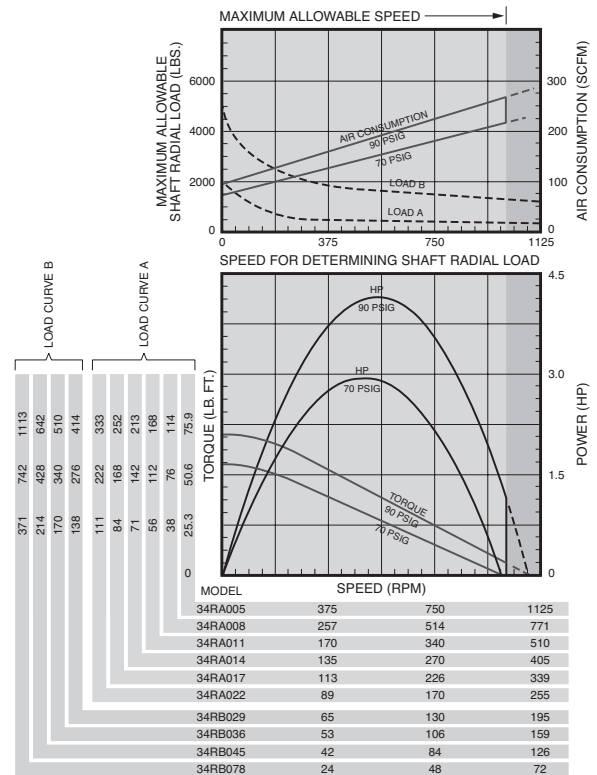 MAXIMUM ALLOWABLE SPEED
MAXIMUM ALLOWABLE
SHAFT RADIAL LOAD (LBS.)
6000
4000
2000
0
AIR CONSUMPTION
90 PSIG
70 PSIG
LOAD B
LOAD A
300
200
100
0
AIR CONSUMPTION (SCFM)
0 375 750 1125
SPEED FOR DETERMINING SHAFT RADIAL LOAD
LOAD CURVE B
LOAD CURVE A
1113 642 510 414 333 252 213 168 114 75.9
742 428 340 276 222 168 142 112 76 50.6
371 214 170 138 111 84 71 56 38 25.3
0
TORQUE (LB. FT.)
HP
90 PSIG
HP
70 PSIG
TORQUE
90 PSIG
70 PSIG
4.5
3.0
1.5
0
POWER (HP)
MODEL SPEED (RPM)
34RA005 375 750 1125
34RA008 257 514 771
34RA011 170 340 510
34RA014 135 270 405
34RA017 113 226 339
34RA022 89 170 255
34RB029 65 130 195
34RB036 53 106 159
34RB045 42 84 126
34RB078 24 48 72